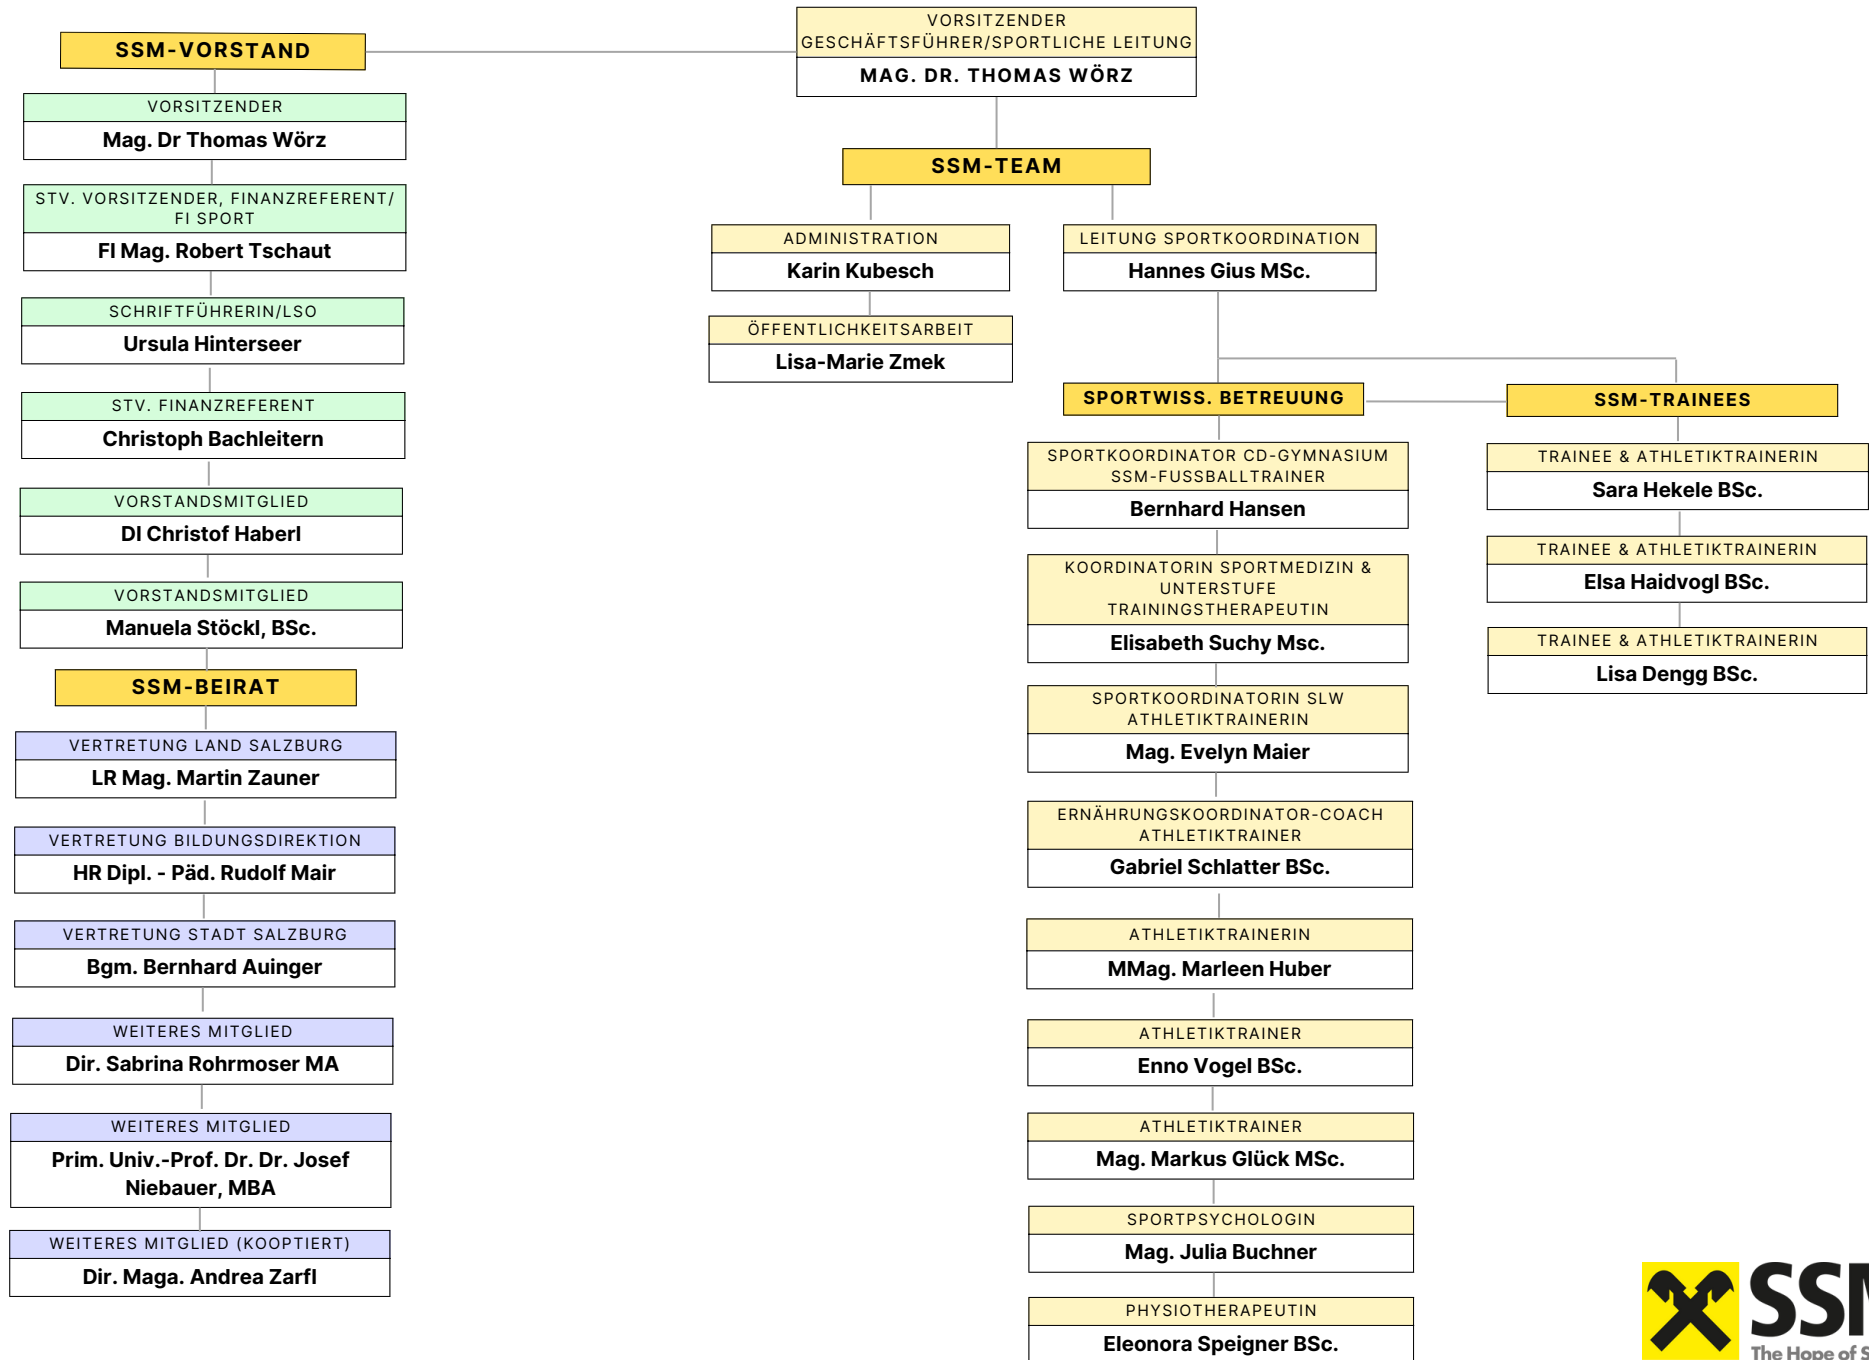 VORSITZENDER
GESCHÄFTSFÜHRER/SPORTLICHE LEITUNG
MAG. DR. THOMAS WÖRZ
SSM-VORSTAND
VORSITZENDER
Mag. Dr Thomas Wörz
STV. VORSITZENDER, FINANZREFERENT/
FI SPORT
FI Mag. Robert Tschaut
SCHRIFTFÜHRERIN/LSO
Ursula Hinterseer
STV. FINANZREFERENT
Christoph Bachleitern
VORSTANDSMITGLIED
DI Christof Haberl
VORSTANDSMITGLIED
Manuela Stöckl, BSc.
SSM-BEIRAT
VERTRETUNG LAND SALZBURG
LR Mag. Martin Zauner
VERTRETUNG BILDUNGSDIREKTION
HR Dipl. - Päd. Rudolf Mair
VERTRETUNG STADT SALZBURG
Bgm. Bernhard Auinger
WEITERES MITGLIED
Dir. Sabrina Rohrmoser MA
WEITERES MITGLIED
Prim. Univ.-Prof. Dr. Dr. Josef
Niebauer, MBA
WEITERES MITGLIED (KOOPTIERT)
Dir. Maga. Andrea Zarfl
SSM-TEAM
ADMINISTRATION
Karin Kubesch
ÖFFENTLICHKEITSARBEIT
Lisa-Marie Zmek
LEITUNG SPORTKOORDINATION
Hannes Gius MSc.
SPORTWISS. BETREUUNG
SPORTKOORDINATOR CD-GYMNASIUM
SSM-FUSSBALLTRAINER
Bernhard Hansen
KOORDINATORIN SPORTMEDIZIN &
UNTERSTUFE
TRAININGSTHERAPEUTIN
Elisabeth Suchy Msc.
SPORTKOORDINATORIN SLW
ATHLETIKTRAINERIN
Mag. Evelyn Maier
ERNÄHRUNGSKOORDINATOR-COACH
ATHLETIKTRAINER
Gabriel Schlatter BSc.
ATHLETIKTRAINERIN
MMag. Marleen Huber
ATHLETIKTRAINER
Enno Vogel BSc.
ATHLETIKTRAINER
Mag. Markus Glück MSc.
SPORTPSYCHOLOGIN
Mag. Julia Buchner
PHYSIOTHERAPEUTIN
Eleonora Speigner BSc.
SSM-TRAINEES
TRAINEE & ATHLETIKTRAINERIN
Sara Hekele BSc.
TRAINEE & ATHLETIKTRAINERIN
Elsa Haidvogl BSc.
TRAINEE & ATHLETIKTRAINERIN
Lisa Dengg BSc.
SSM
The Hope of S